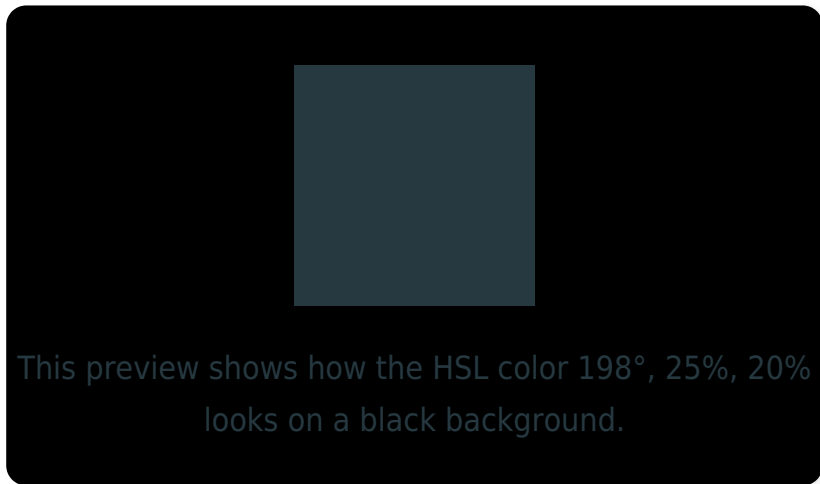 This preview shows how the HSL color 198°, 25%, 20%
looks on a black background.